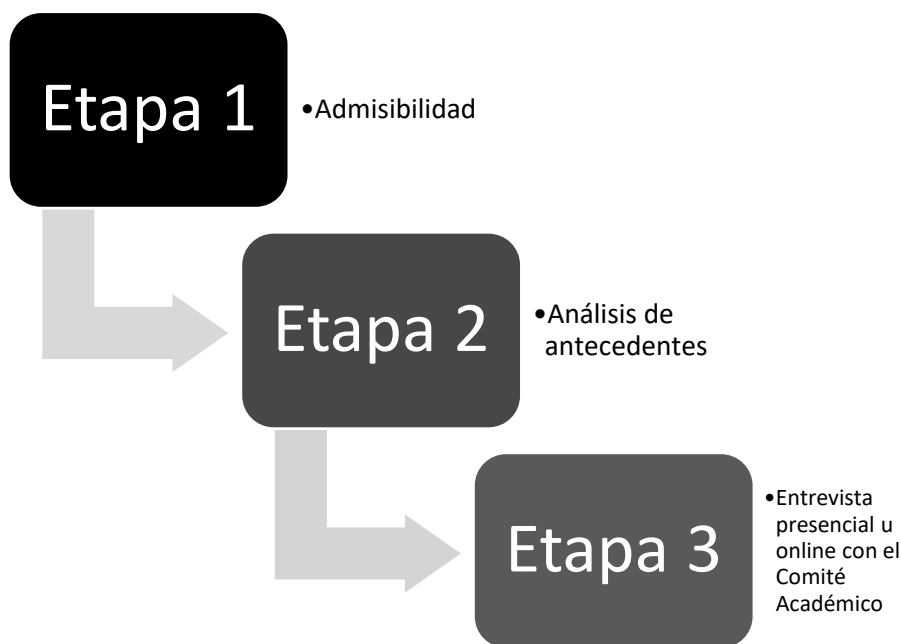 Etapa 1
•Admisibilidad
Etapa 2
•Análisis de
antecedentes
Etapa 3
•Entrevista
presencial u
online con el
Comité
Académico